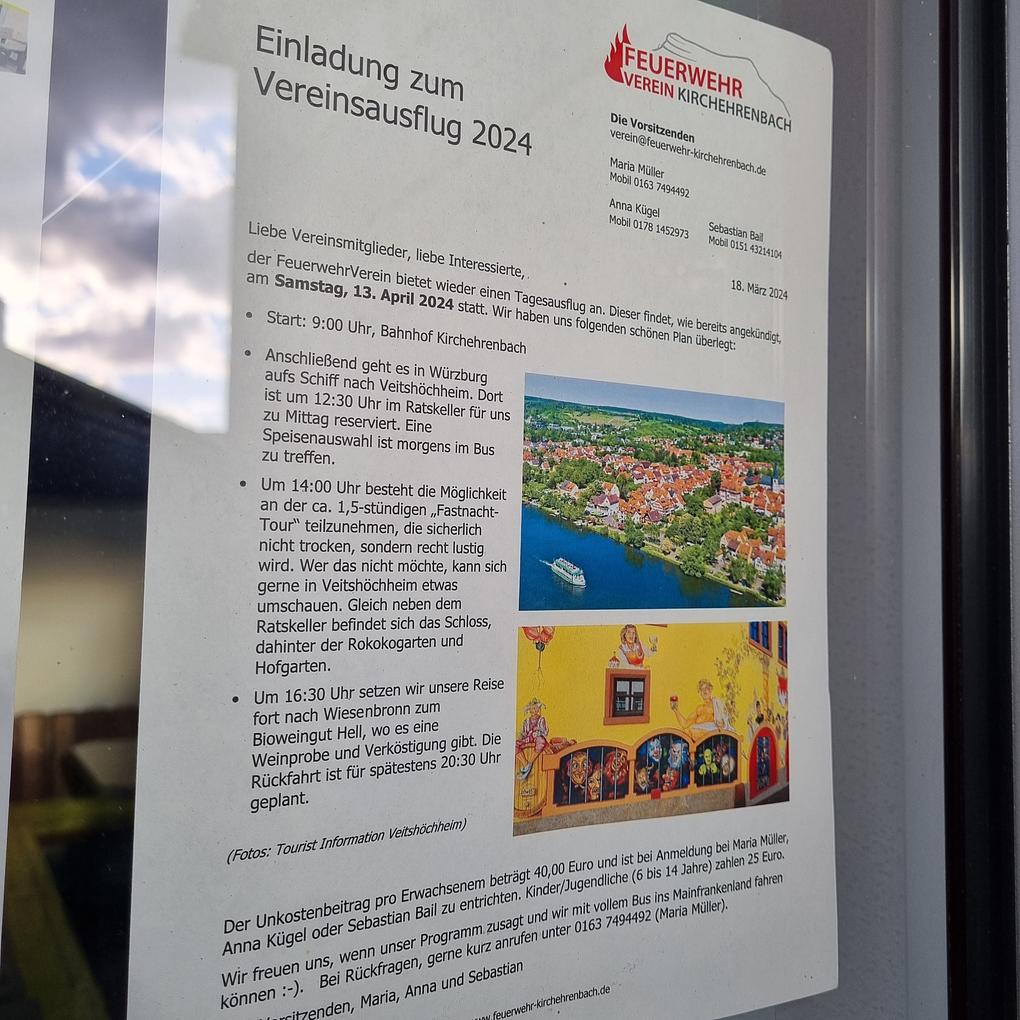 Einladung zum
Vereinsausflug 2024
FEUERWEHR
VEREIN KIRCHEHRENBACH
Die Vorsitzenden
verein@feuerwehr-kirchehrenbach.de
Maria Müller
Mobil 0163 7494492
Anna Kügel
Mobil 0178 1452973
Sebastian Bail
Mobil 0151 43214104
18. März 2024
Liebe Vereinsmitglieder, liebe Interessierte,
der FeuerwehrVerein bietet wieder einen Tagesausflug an. Dieser findet, wie bereits angekündigt,
am Samstag, 13. April 2024 statt. Wir haben uns folgenden schönen Plan überlegt:
• Start: 9:00 Uhr, Bahnhof Kirchehrenbach
• Anschließend geht es in Würzburg
aufs Schiff nach Veitshöchheim. Dort
ist um 12:30 Uhr im Ratskeller für uns
zu Mittag reserviert. Eine
Speisenauswahl ist morgens im Bus
zu treffen.
• Um 14:00 Uhr besteht die Möglichkeit
an der ca. 1,5-stündigen „Fastnacht-
Tour“ teilzunehmen, die sicherlich
nicht trocken, sondern recht lustig
wird. Wer das nicht möchte, kann sich
gerne in Veitshöchheim etwas
umschauen. Gleich neben dem
Ratskeller befindet sich das Schloss,
dahinter der Rokokogarten und
Hofgarten.
• Um 16:30 Uhr setzen wir unsere Reise
fort nach Wiesenbronn zum
Bioweingut Hell, wo es eine
Weinprobe und Verköstigung gibt. Die
Rückfahrt ist für spätestens 20:30 Uhr
geplant.
(Fotos: Tourist Information Veitshöchheim)
Der Unkostenbeitrag pro Erwachsenem beträgt 40,00 Euro und ist bei Anmeldung bei Maria Müller,
Anna Kügel oder Sebastian Bail zu entrichten. Kinder/Jugendliche (6 bis 14 Jahre) zahlen 25 Euro.
Wir freuen uns, wenn unser Programm zusagt und wir mit vollem Bus ins Mainfrankenland fahren
können :-). Bei Rückfragen, gerne kurz anrufen unter 0163 7494492 (Maria Müller).
rsitzenden, Maria, Anna und Sebastian
www.feuerwehr-kirchehrenbach.de